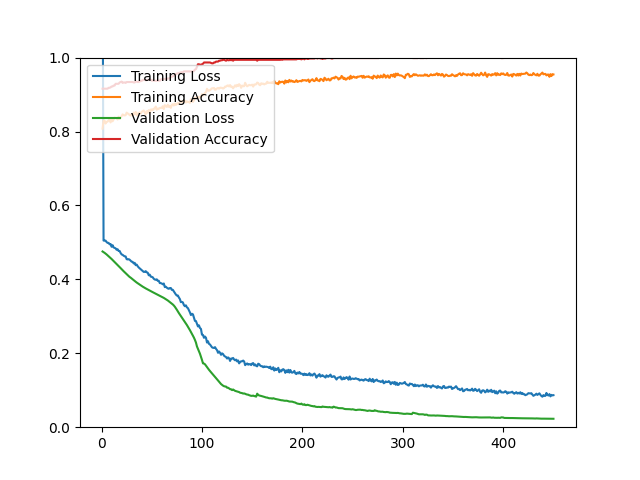 1.0
0.8
0.6
0.4
0.2
0.0
Training Loss
Training Accuracy
Validation Loss
Validation Accuracy
0 100 200 300 400